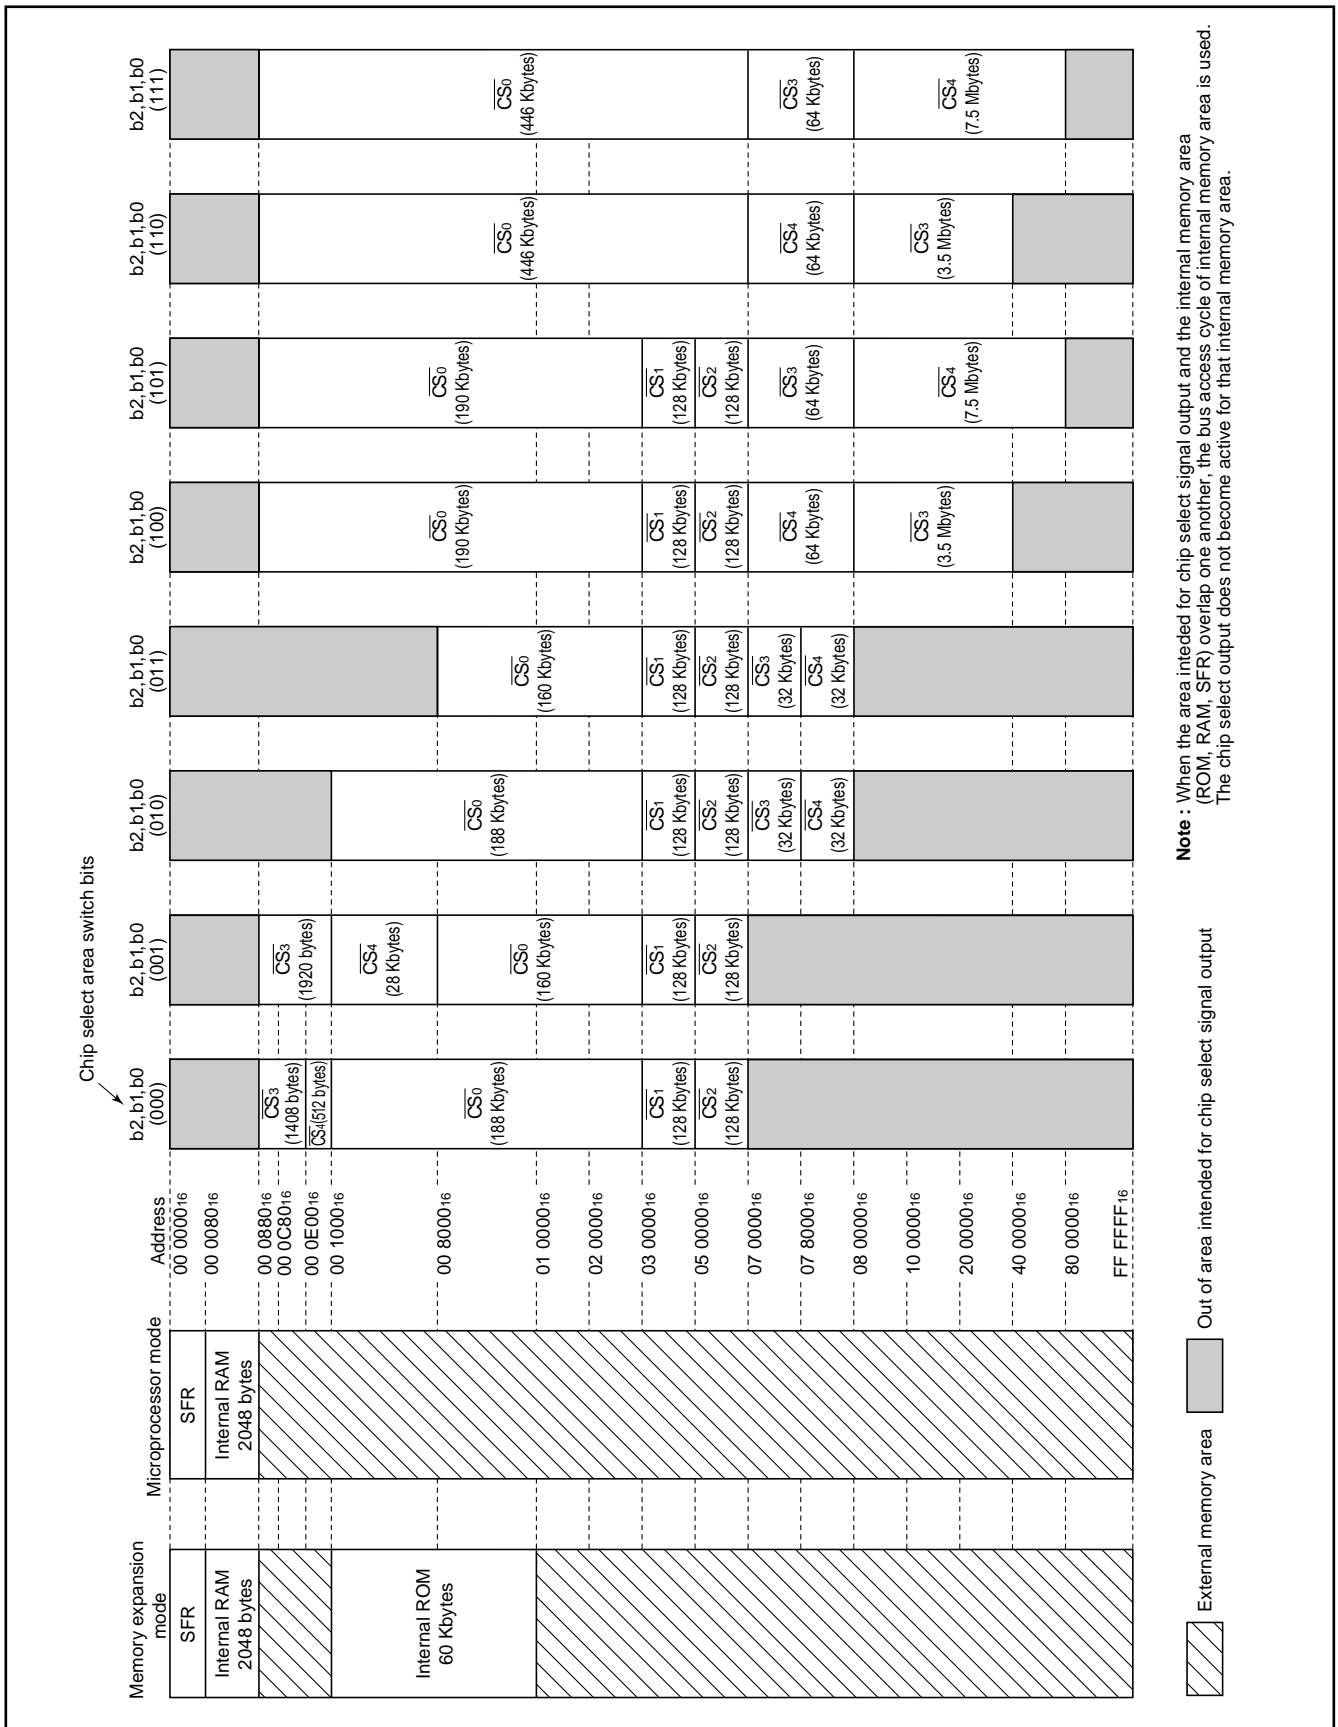 Chip select area switch bits
Memory expansion
mode
SFR
Internal RAM
2048 bytes
Internal ROM
60 Kbytes
Microprocessor mode
SFR
Internal RAM
2048 bytes
Address
00 000016
00 008016
00 088016
00 0C8016
00 0E0016
00 100016
00 800016
01 000016
02 000016
03 000016
05 000016
07 000016
07 800016
08 000016
10 000016
20 000016
40 000016
80 000016
FF FFFF16
b2,b1,b0
(000)
CS3
(1408 bytes)
CS4(512 bytes)
CS0
(188 Kbytes)
CS1
(128 Kbytes)
CS2
(128 Kbytes)
b2,b1,b0
(001)
CS3
(1920 bytes)
CS4
(28 Kbytes)
CS0
(160 Kbytes)
CS1
(128 Kbytes)
CS2
(128 Kbytes)
b2,b1,b0
(010)
CS0
(188 Kbytes)
CS1
(128 Kbytes)
CS2
(128 Kbytes)
CS3
(32 Kbytes)
CS4
(32 Kbytes)
b2,b1,b0
(011)
CS0
(160 Kbytes)
CS1
(128 Kbytes)
CS2
(128 Kbytes)
CS3
(32 Kbytes)
CS4
(32 Kbytes)
b2,b1,b0
(100)
CS0
(190 Kbytes)
CS1
(128 Kbytes)
CS2
(128 Kbytes)
CS4
(64 Kbytes)
CS3
(3.5 Mbytes)
b2,b1,b0
(101)
CS0
(190 Kbytes)
CS1
(128 Kbytes)
CS2
(128 Kbytes)
CS3
(64 Kbytes)
CS4
(7.5 Mbytes)
b2,b1,b0
(110)
CS0
(446 Kbytes)
CS4
(64 Kbytes)
CS3
(3.5 Mbytes)
b2,b1,b0
(111)
CS0
(446 Kbytes)
CS3
(64 Kbytes)
CS4
(7.5 Mbytes)
External memory area
Out of area intended for chip select signal output
Note : When the area inteded for chip select signal output and the internal memory area
(ROM, RAM, SFR) overlap one another, the bus access cycle of internal memory area is used.
The chip select output does not become active for that internal memory area.